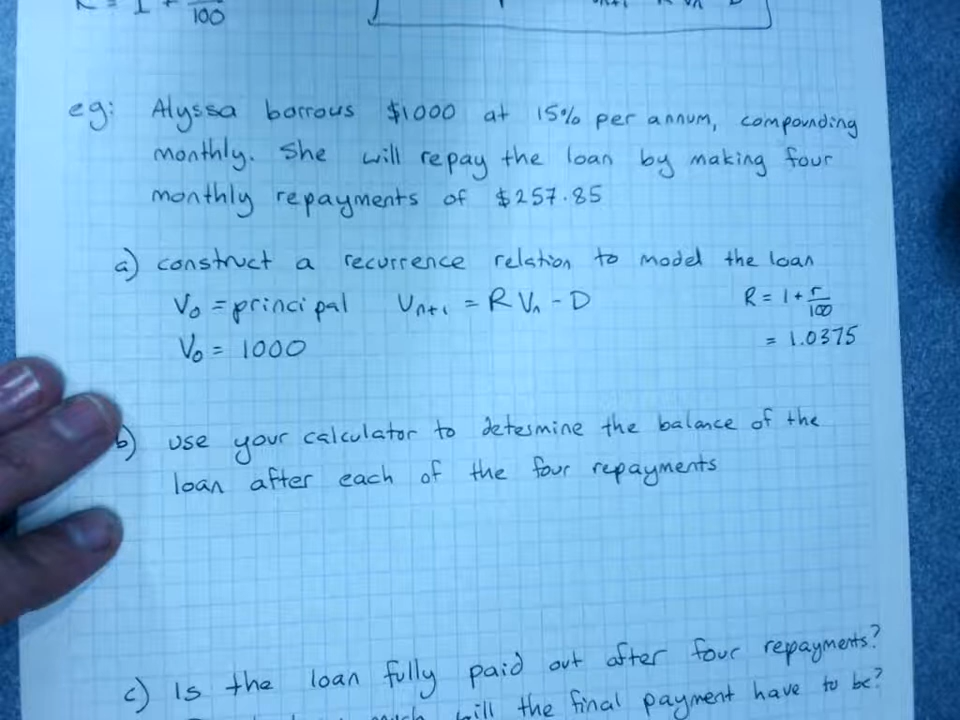 100
eg: Alyssa borrows $1000 at 15% per annum, compounding
monthly. She will repay the loan by making four
monthly repayments of $257.85
a) construct a recurrence relation to model the loan
V₀ = principal Vₙ₊₁ = R Vₙ - D R = 1 + r/100
V₀ = 1000 = 1.0375
b) use your calculator to determine the balance of the
loan after each of the four repayments
c) Is the loan fully paid out after four repayments?
will the final payment have to be?